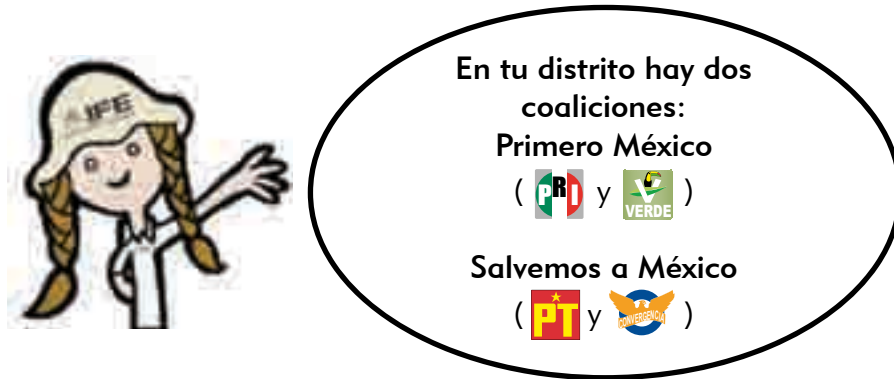 IFE
En tu distrito hay dos
coaliciones:
Primero México
( PRI y VERDE )
Salvemos a México
( PT y CONVERGENCIA )